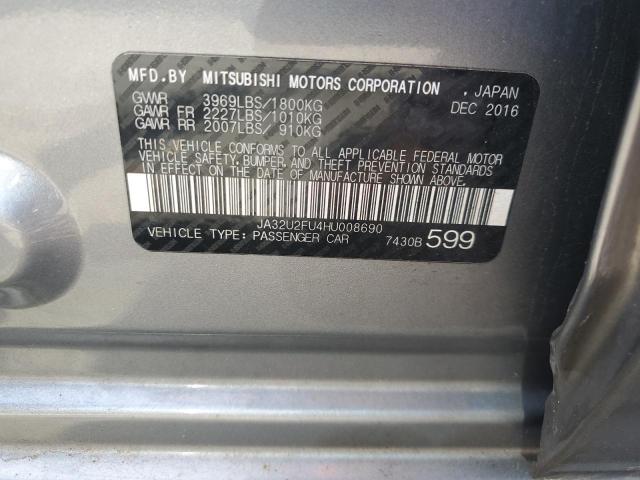 MFD.BY MITSUBISHI MOTORS CORPORATION , JAPAN
GVWR 3969LBS/1800KG DEC 2016
GAWR FR 2227LBS/1010KG
GAWR RR 2007LBS/ 910KG
THIS VEHICLE CONFORMS TO ALL APPLICABLE FEDERAL MOTOR
VEHICLE SAFETY, BUMPER, AND THEFT PREVENTION STANDARDS
IN EFFECT ON THE DATE OF MANUFACTURE SHOWN ABOVE.
JA32U2FU4HU008690
VEHICLE TYPE: PASSENGER CAR 7430B 599